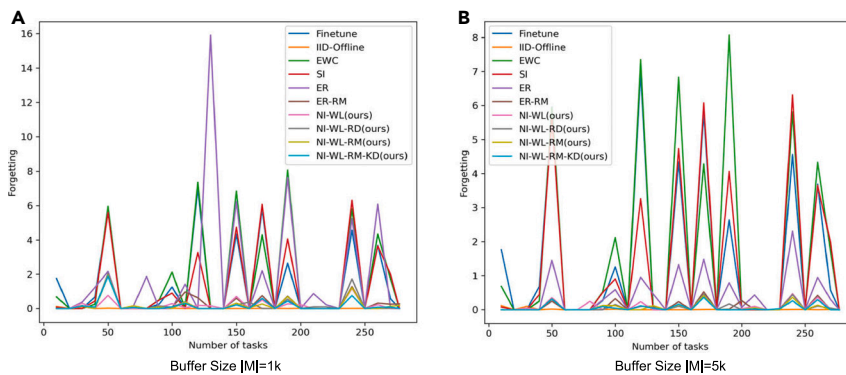 A
16
14
12
10
8
6
4
2
0
Forgetting
Finetune
IID-Offline
EWC
SI
ER
ER-RM
NI-WL(ours)
NI-WL-RD(ours)
NI-WL-RM(ours)
NI-WL-RM-KD(ours)
0 50 100 150 200 250
Number of tasks
Buffer Size |M|=1k
B
8
7
6
5
4
3
2
1
0
Forgetting
Finetune
IID-Offline
EWC
SI
ER
ER-RM
NI-WL(ours)
NI-WL-RD(ours)
NI-WL-RM(ours)
NI-WL-RM-KD(ours)
0 50 100 150 200 250
Number of tasks
Buffer Size |M|=5k